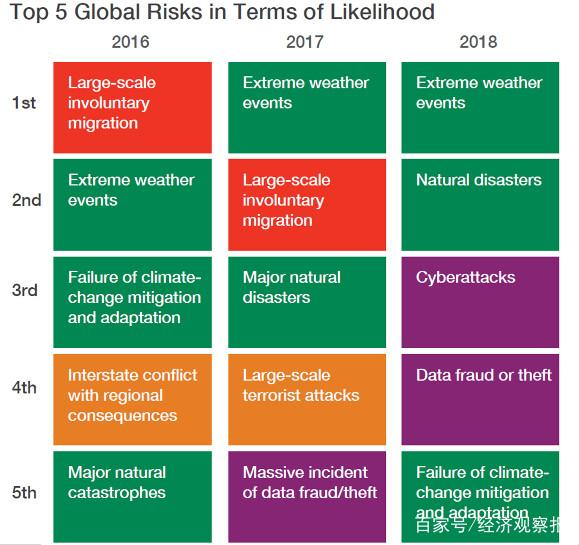 Top 5 Global Risks in Terms of Likelihood
2016 2017 2018
1st
Large-scale
involuntary
migration
Extreme weather
events
Extreme weather
events
2nd
Extreme weather
events
Large-scale
involuntary
migration
Natural disasters
3rd
Failure of climate-
change mitigation
and adaptation
Major natural
disasters
Cyberattacks
4th
Interstate conflict
with regional
consequences
Large-scale
terrorist attacks
Data fraud or theft
5th
Major natural
catastrophes
Massive incident
of data fraud/theft
Failure of climate-
change mitigation
and adaptation
百家号/经济观察报